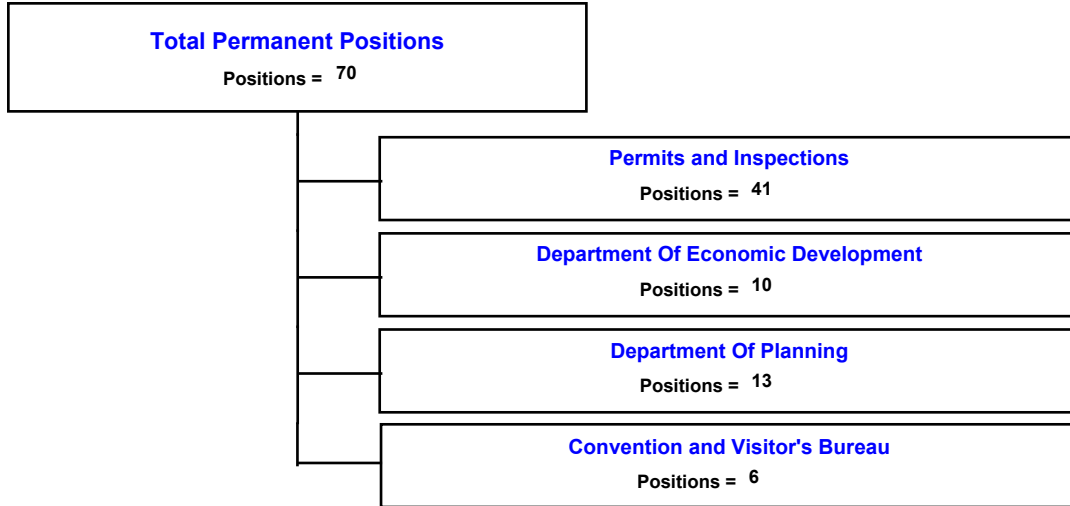 Total Permanent Positions
Positions = 70
Permits and Inspections
Positions = 41
Department Of Economic Development
Positions = 10
Department Of Planning
Positions = 13
Convention and Visitor's Bureau
Positions = 6